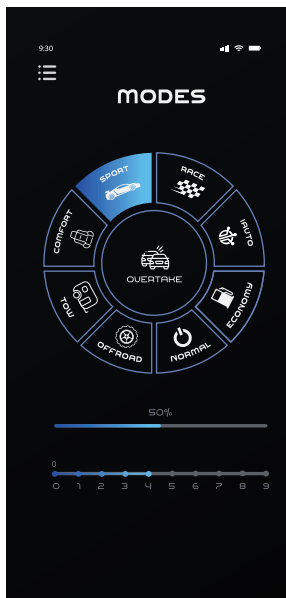 9:30
MODES
SPORT
RACE
COMFORT
IAUTO
OVERTAKE
TOW
ECONOMY
OFFROAD
NORMAL
50%
0
0 1 2 3 4 5 6 7 8 9